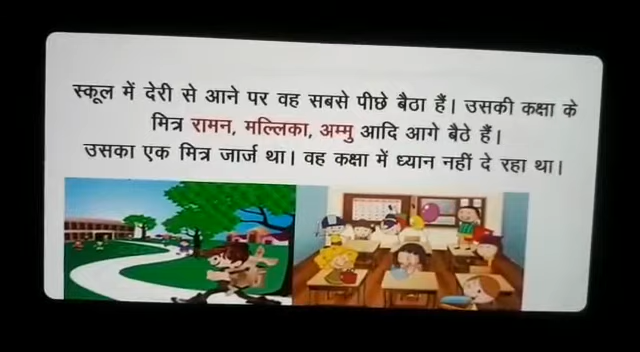 स्कूल में देरी से आने पर वह सबसे पीछे बैठा हैं। उसकी कक्षा के
मित्र रामन, मल्लिका, अम्मु आदि आगे बैठे हैं।
उसका एक मित्र जार्ज था। वह कक्षा में ध्यान नहीं दे रहा था।